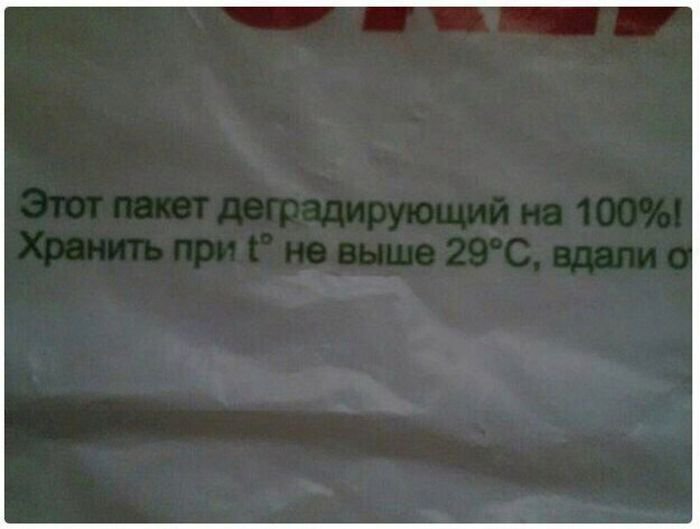 Этот пакет деградирующий на 100%!
Хранить при t° не выше 29°С, вдали